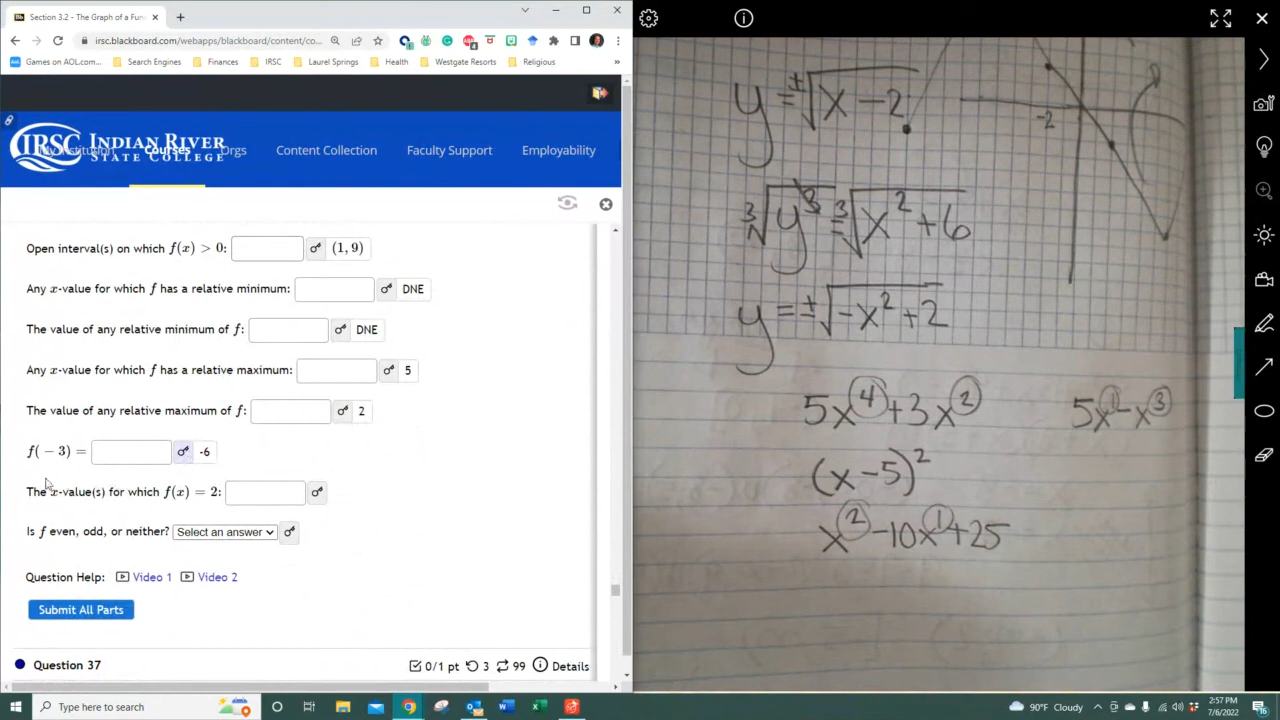 Section 3.2 - The Graph of a Fun
irsc.blackboard.com/webapps/blackboard/content/co...
Games on AOL.com...
Search Engines
Finances
IRSC
Laurel Springs
Health
Westgate Resorts
Religious
»
IRSC INDIAN RIVER
STATE COLLEGE
My Institution
Courses
Orgs
Content Collection
Faculty Support
Employability
Open interval(s) on which f(x) > 0: (1, 9)
Any x-value for which f has a relative minimum: DNE
The value of any relative minimum of f: DNE
Any x-value for which f has a relative maximum: 5
The value of any relative maximum of f: 2
f( − 3) = -6
The x-value(s) for which f(x) = 2:
Is f even, odd, or neither? Select an answer
Question Help: Video 1 Video 2
Submit All Parts
Question 37 0/1 pt 3 99 Details
y = ±√(x − 2)
-2
∛(y³) = ∛(x² + 6)
y = ±√(−x² + 2)
5x⁴ + 3x² 5x¹ − x³
(x − 5)²
x² − 10x¹ + 25
Type here to search
90°F Cloudy
2:57 PM
7/6/2022